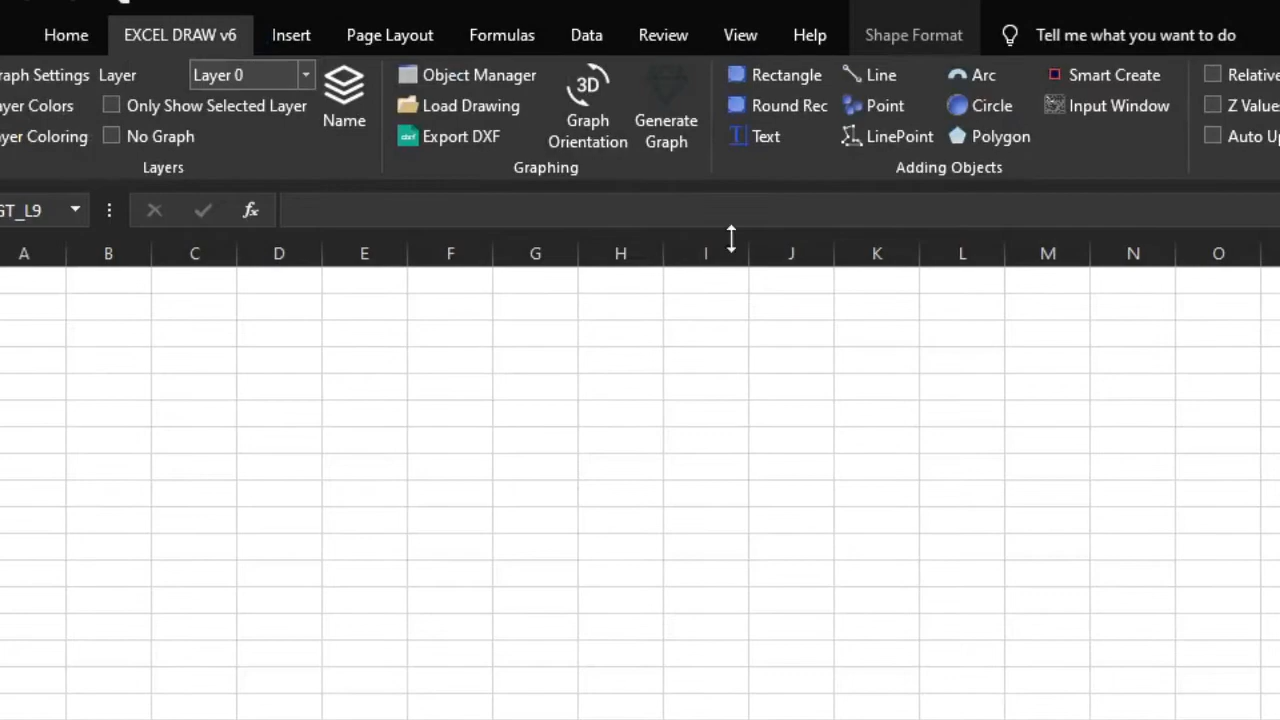 Home EXCEL DRAW v6 Insert Page Layout Formulas Data Review View Help Shape Format Tell me what you want to do
raph Settings Layer Layer 0 Object Manager Rectangle Line Arc Smart Create Relative
ayer Colors Only Show Selected Layer Name Load Drawing 3D Graph Orientation Generate Graph Round Rec Point Circle Input Window Z Value
ayer Coloring No Graph Export DXF Text LinePoint Polygon Auto Up
Layers Graphing Adding Objects
GT_L9 fx
A B C D E F G H I J K L M N O